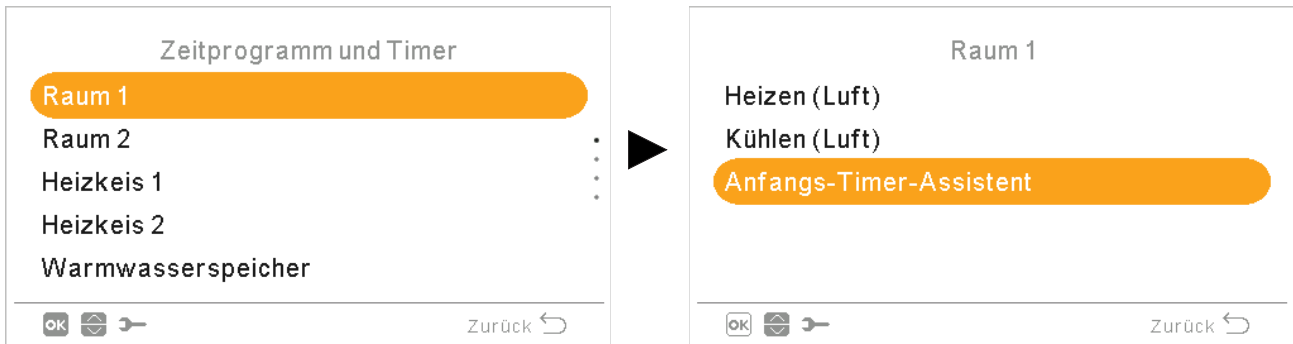 Zeitprogramm und Timer
Raum 1
Raum 2
Heizkeis 1
Heizkeis 2
Warmwasserspeicher
OK Zurück
Raum 1
Heizen (Luft)
Kühlen (Luft)
Anfangs-Timer-Assistent
OK Zurück